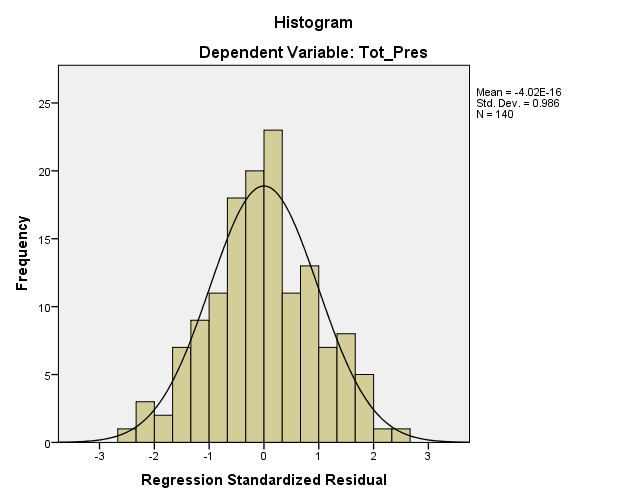 Histogram
Dependent Variable: Tot_Pres
Mean = -4.02E-16
Std. Dev. = 0.986
N = 140
Frequency
25
20
15
10
5
0
-3 -2 -1 0 1 2 3
Regression Standardized Residual